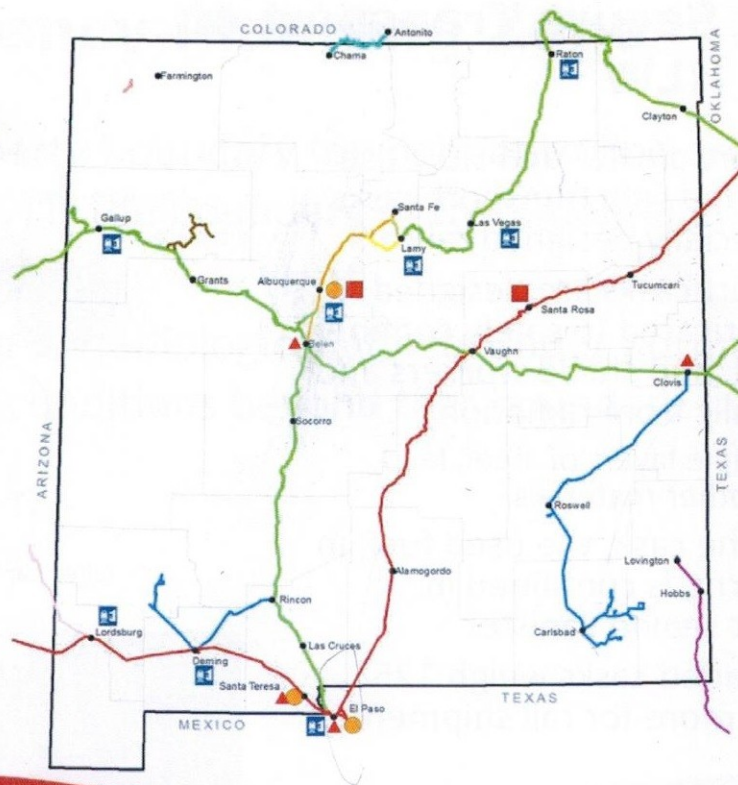 COLORADO
Antonito
Chama
Raton
OKLAHOMA
Farmington
Clayton
Santa Fe
Gallup
Las Vegas
Lamy
Grants
Albuquerque
Tucumcari
Santa Rosa
Belen
Vaughn
Clovis
Socorro
ARIZONA
TEXAS
Roswell
Lovington
Alamogordo
Hobbs
Rincon
Carlsbad
Lordsburg
Las Cruces
Deming
Santa Teresa
TEXAS
El Paso
MEXICO